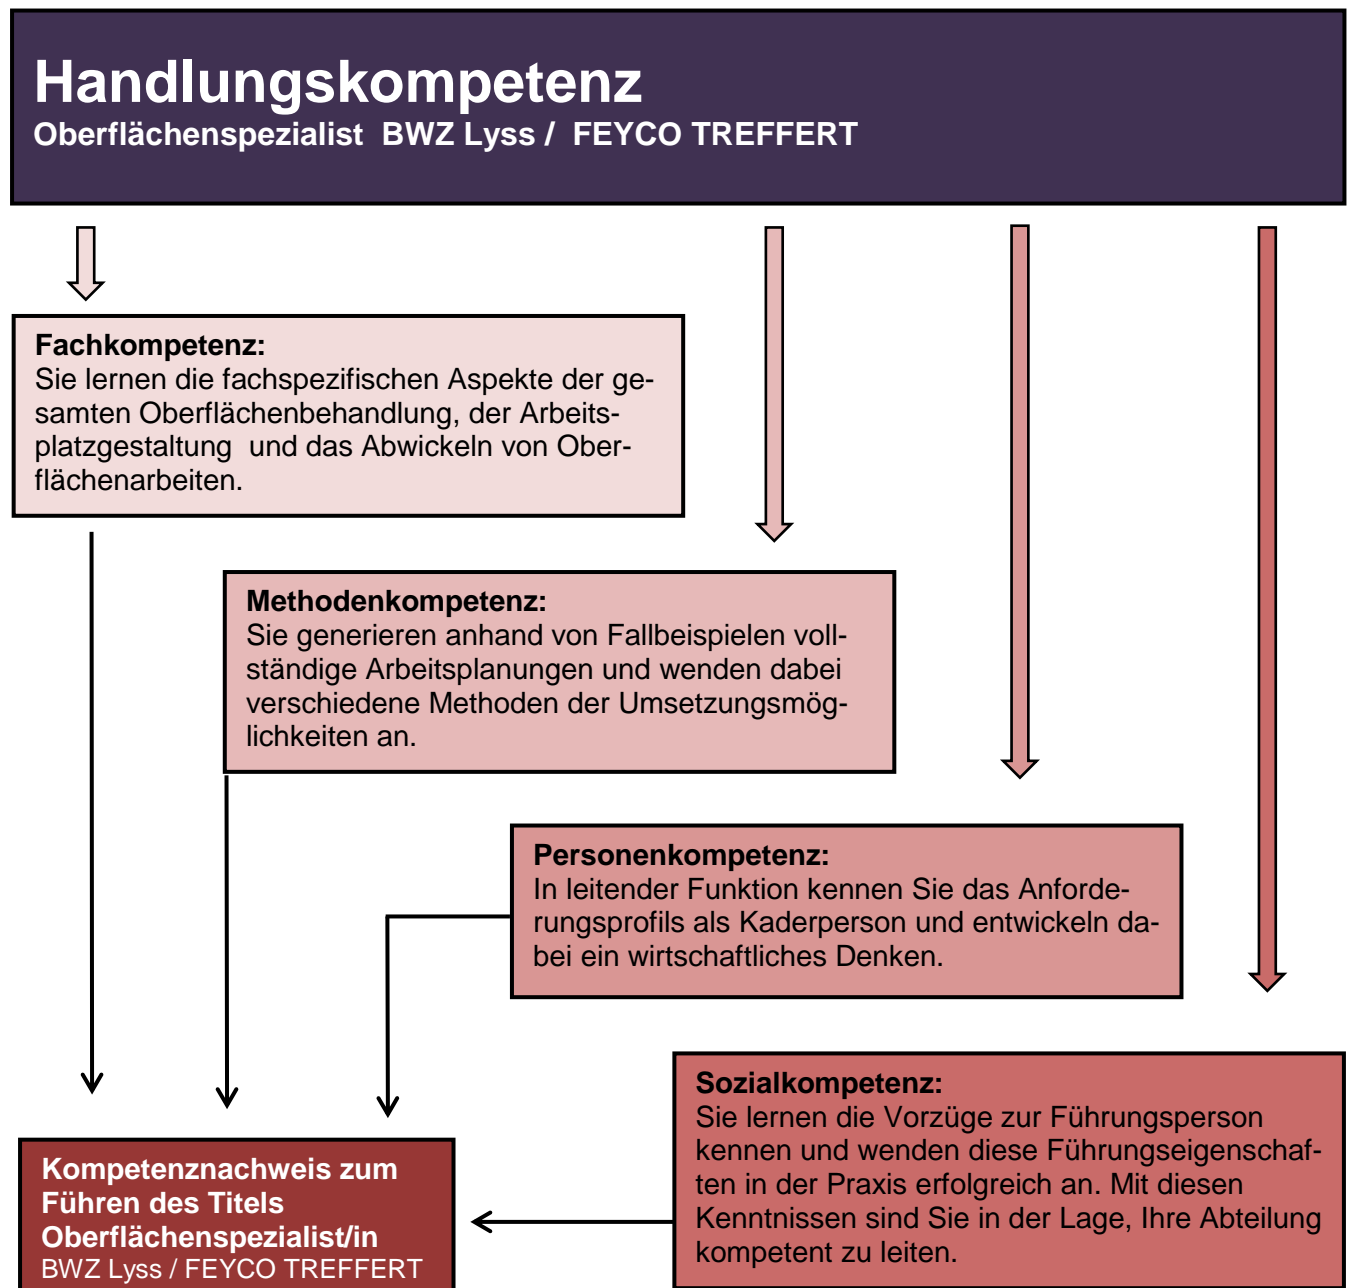 Handlungskompetenz
Oberflächenspezialist BWZ Lyss / FEYCO TREFFERT
Fachkompetenz:
Sie lernen die fachspezifischen Aspekte der ge-
samten Oberflächenbehandlung, der Arbeits-
platzgestaltung und das Abwickeln von Ober-
flächenarbeiten.
Methodenkompetenz:
Sie generieren anhand von Fallbeispielen voll-
ständige Arbeitsplanungen und wenden dabei
verschiedene Methoden der Umsetzungsmög-
lichkeiten an.
Personenkompetenz:
In leitender Funktion kennen Sie das Anforde-
rungsprofils als Kaderperson und entwickeln da-
bei ein wirtschaftliches Denken.
Sozialkompetenz:
Sie lernen die Vorzüge zur Führungsperson
kennen und wenden diese Führungseigenschaf-
ten in der Praxis erfolgreich an. Mit diesen
Kenntnissen sind Sie in der Lage, Ihre Abteilung
kompetent zu leiten.
Kompetenznachweis zum
Führen des Titels
Oberflächenspezialist/in
BWZ Lyss / FEYCO TREFFERT